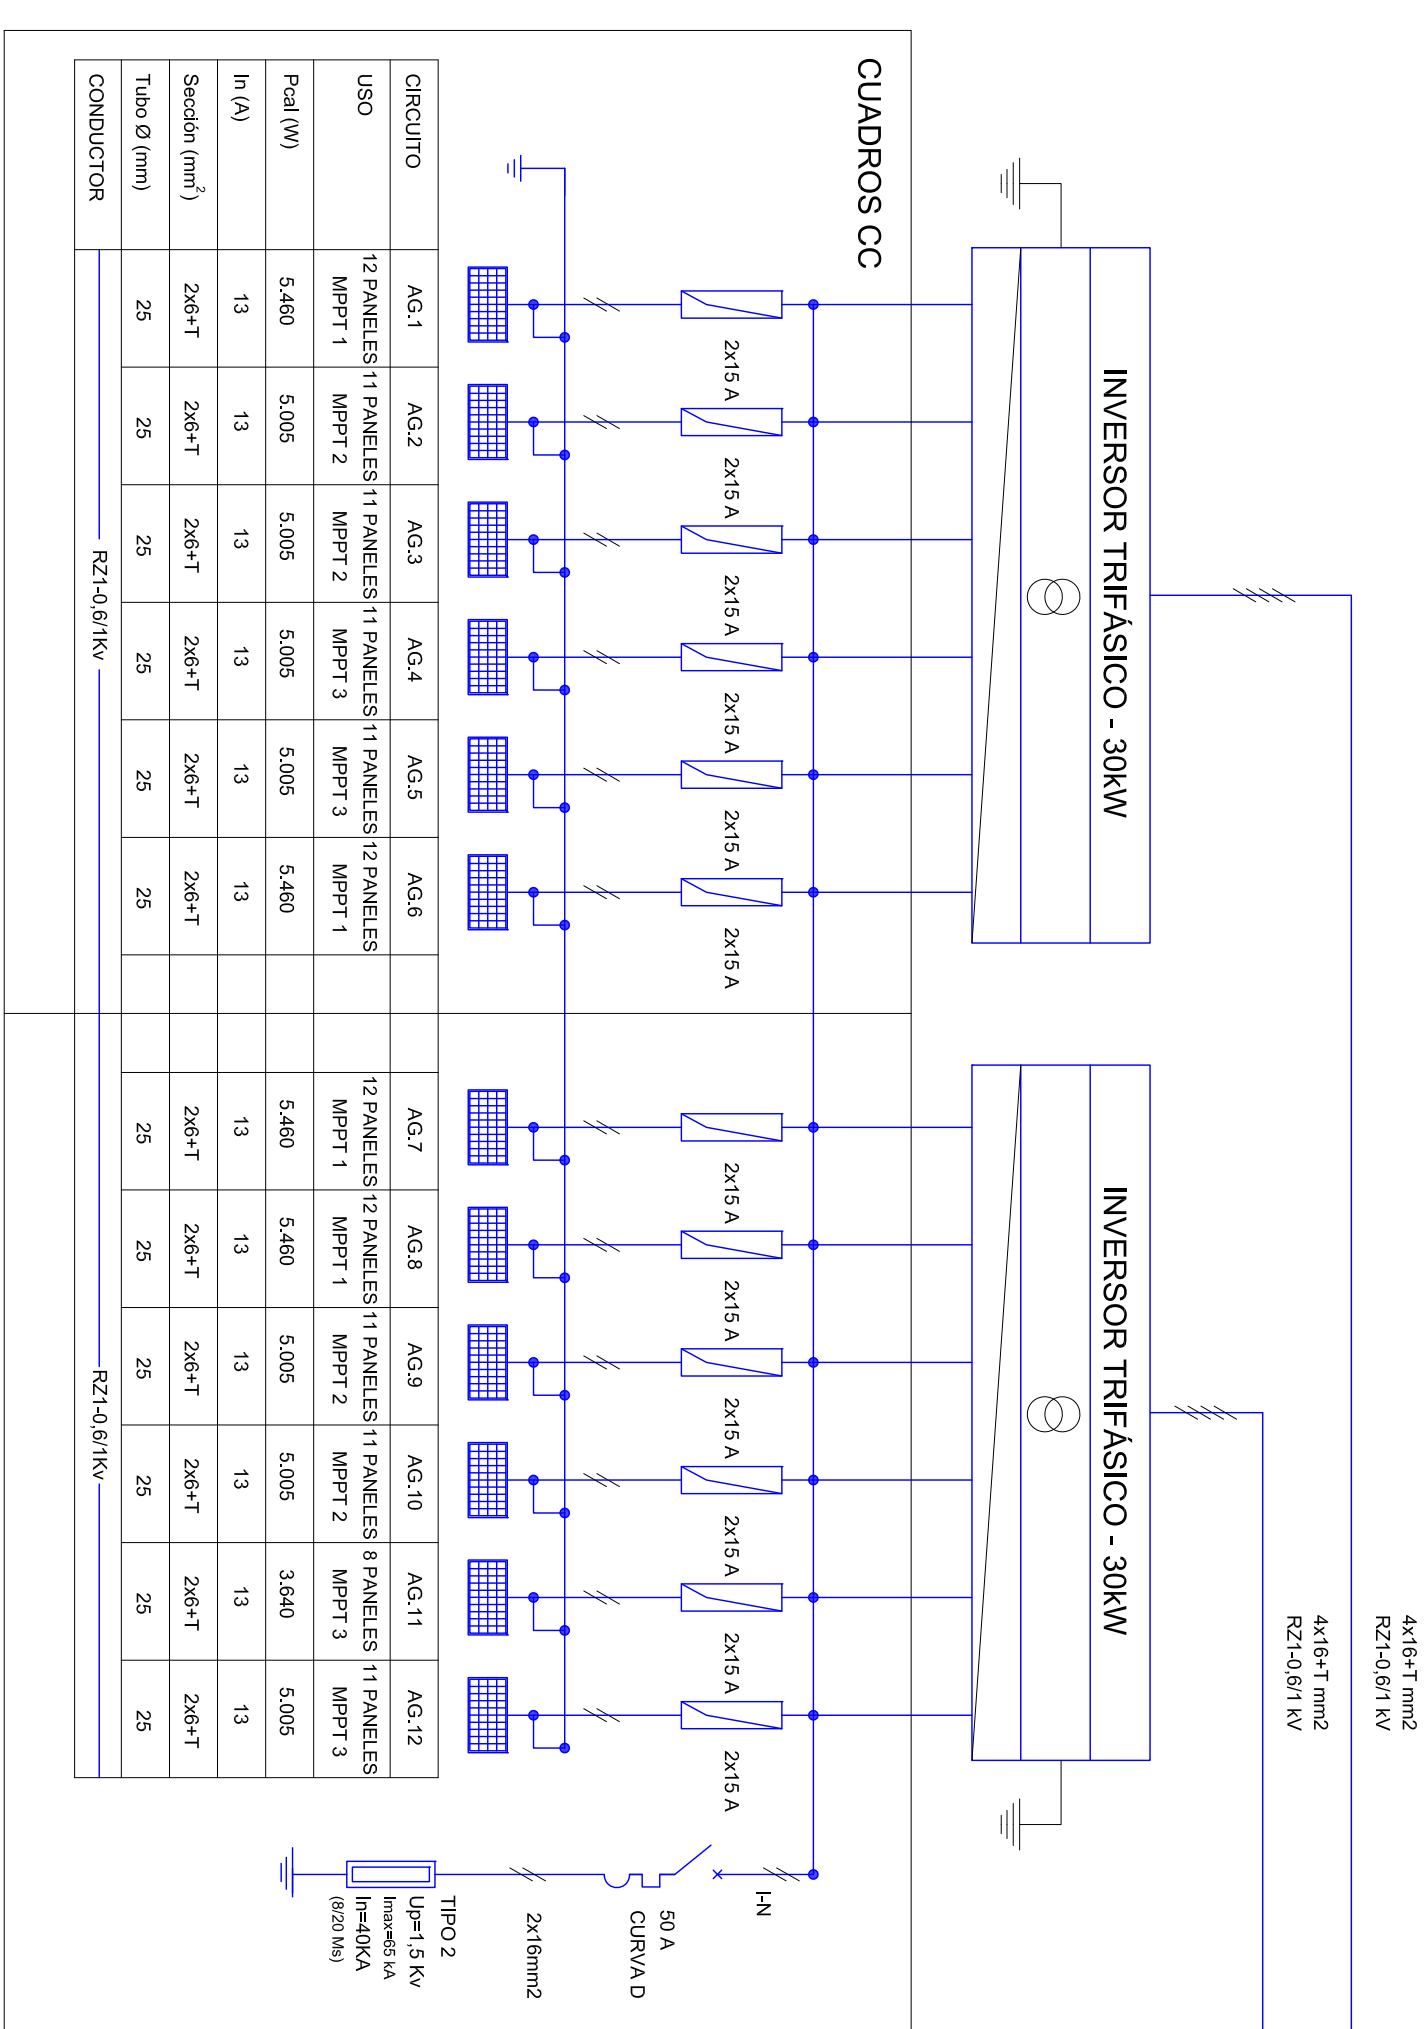 4x16+T mm2
RZ1-0,6/1 kV
4x16+T mm2
RZ1-0,6/1 kV
INVERSOR TRIFÁSICO - 30kW
INVERSOR TRIFÁSICO - 30kW
CUADROS CC
I-N
2x15 A
2x15 A
2x15 A
2x15 A
2x15 A
2x15 A
2x15 A
2x15 A
2x15 A
2x15 A
2x15 A
2x15 A
50 A
CURVA D
2x16mm2
TIPO 2
Up=1,5 Kv
Imax=65 kA
In=40KA
(8/20 Ms)
CIRCUITO AG.1 AG.2 AG.3 AG.4 AG.5 AG.6 AG.7 AG.8 AG.9 AG.10 AG.11 AG.12
USO 12 PANELES 11 PANELES 11 PANELES 11 PANELES 11 PANELES 12 PANELES 12 PANELES 12 PANELES 11 PANELES 11 PANELES 8 PANELES 11 PANELES
MPPT 1 MPPT 2 MPPT 2 MPPT 3 MPPT 3 MPPT 1 MPPT 1 MPPT 1 MPPT 2 MPPT 2 MPPT 3 MPPT 3
Pcal (W) 5.460 5.005 5.005 5.005 5.005 5.460 5.460 5.460 5.005 5.005 3.640 5.005
In (A) 13 13 13 13 13 13 13 13 13 13 13 13
Sección (mm²) 2x6+T 2x6+T 2x6+T 2x6+T 2x6+T 2x6+T 2x6+T 2x6+T 2x6+T 2x6+T 2x6+T 2x6+T
Tubo Ø (mm) 25 25 25 25 25 25 25 25 25 25 25 25
CONDUCTOR RZ1-0,6/1Kv RZ1-0,6/1Kv